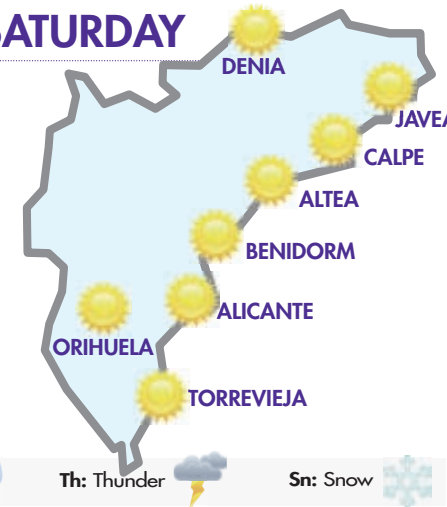 SATURDAY
DENIA
JAVEA
CALPE
ALTEA
BENIDORM
ALICANTE
ORIHUELA
TORREVIEJA
Th: Thunder
Sn: Snow